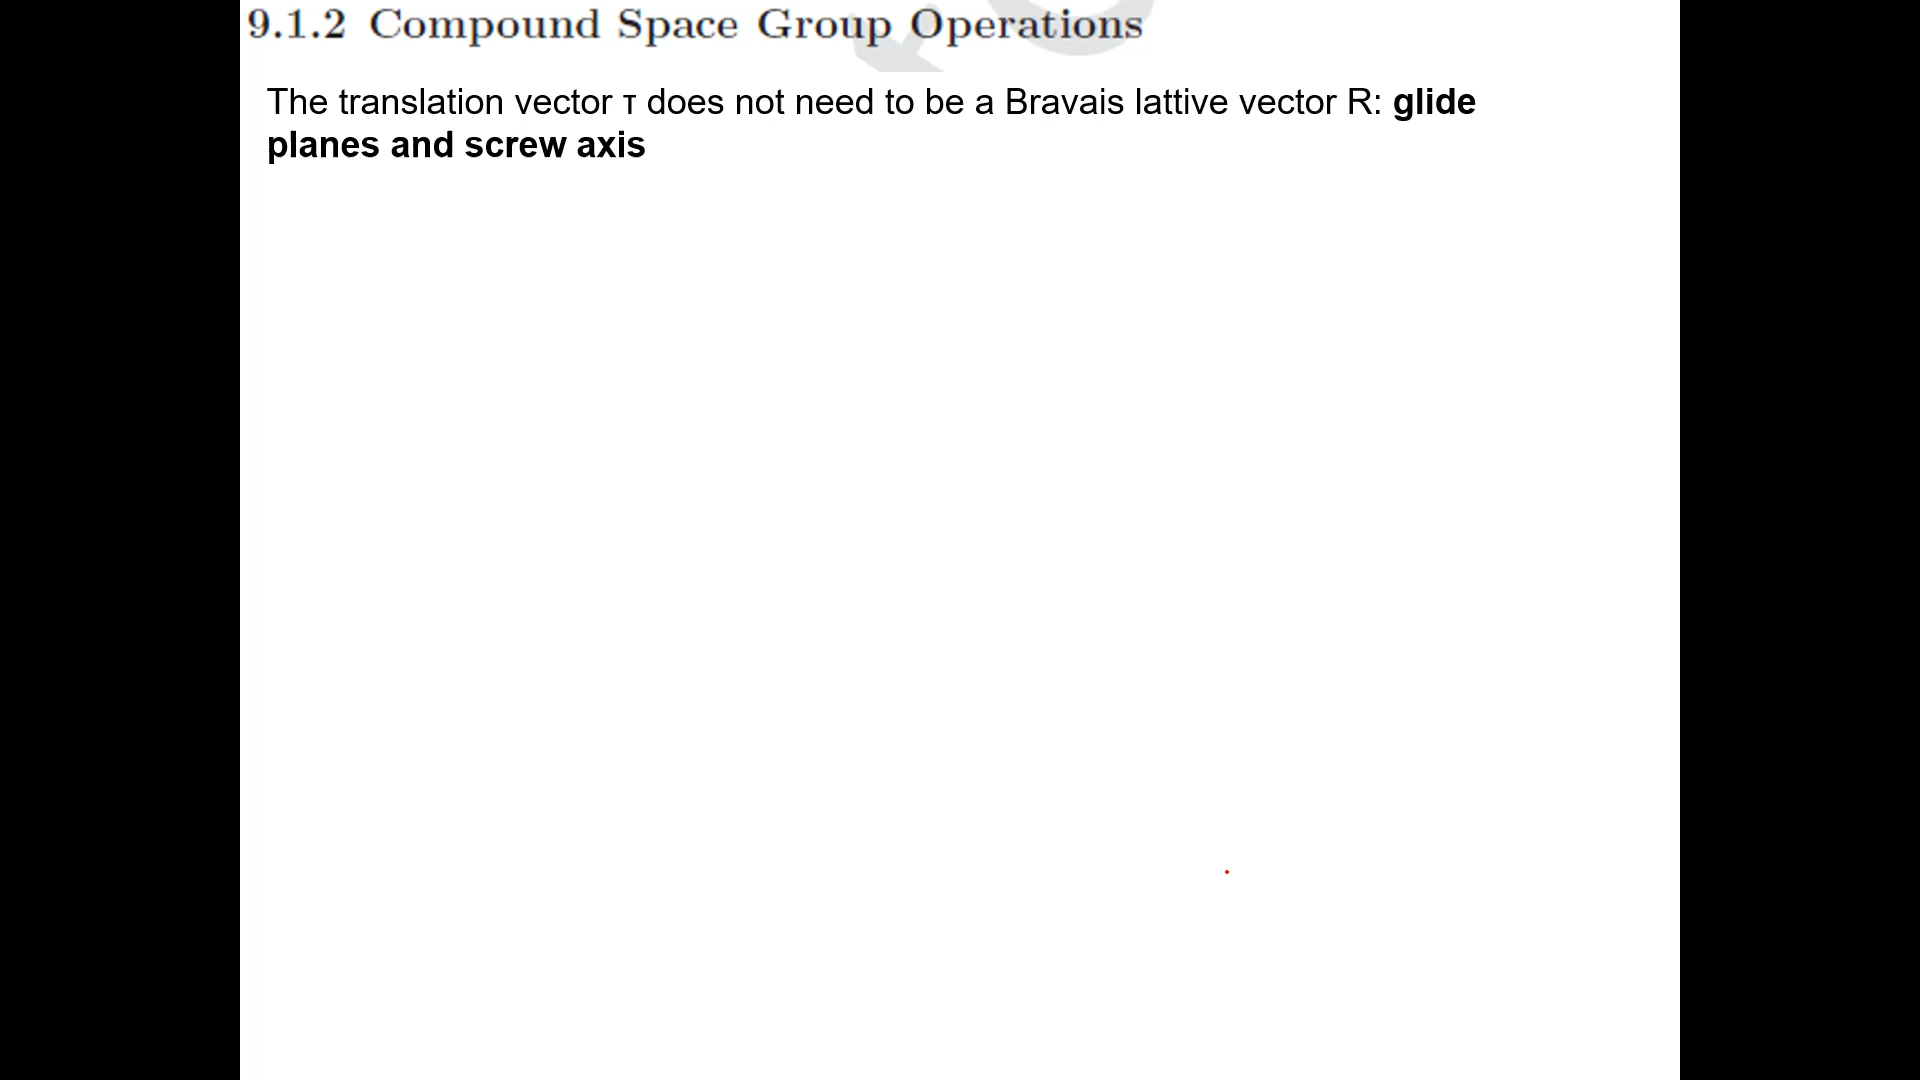 9.1.2 Compound Space Group Operations
The translation vector τ does not need to be a Bravais lattive vector R: glide
planes and screw axis